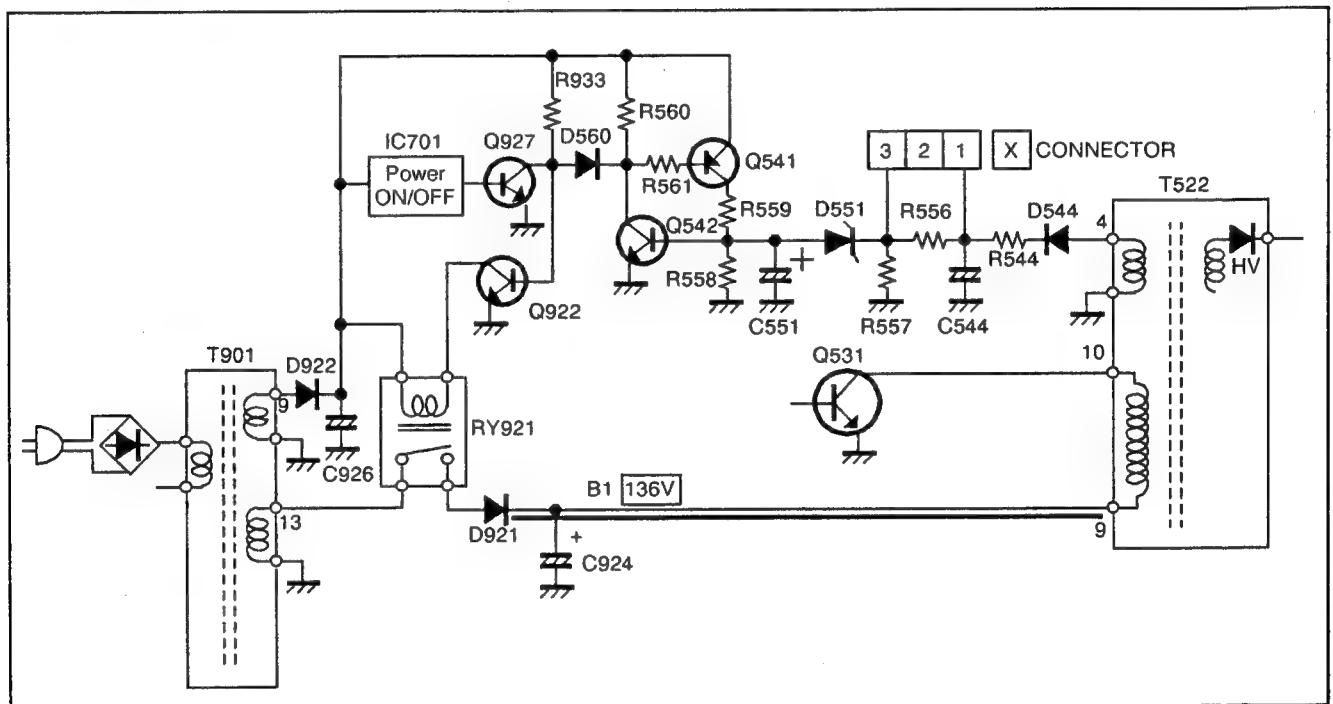 R933
R560
IC701
Power
ON/OFF
Q927
D560
Q541
R561
3 2 1 X CONNECTOR
T522
R559
D551
R556
D544
4
Q542
R544
HV
R558
+
C551
R557
C544
Q922
10
Q531
T901
D922
9
RY921
C926
B1 136V
13
9
D921
+
C924